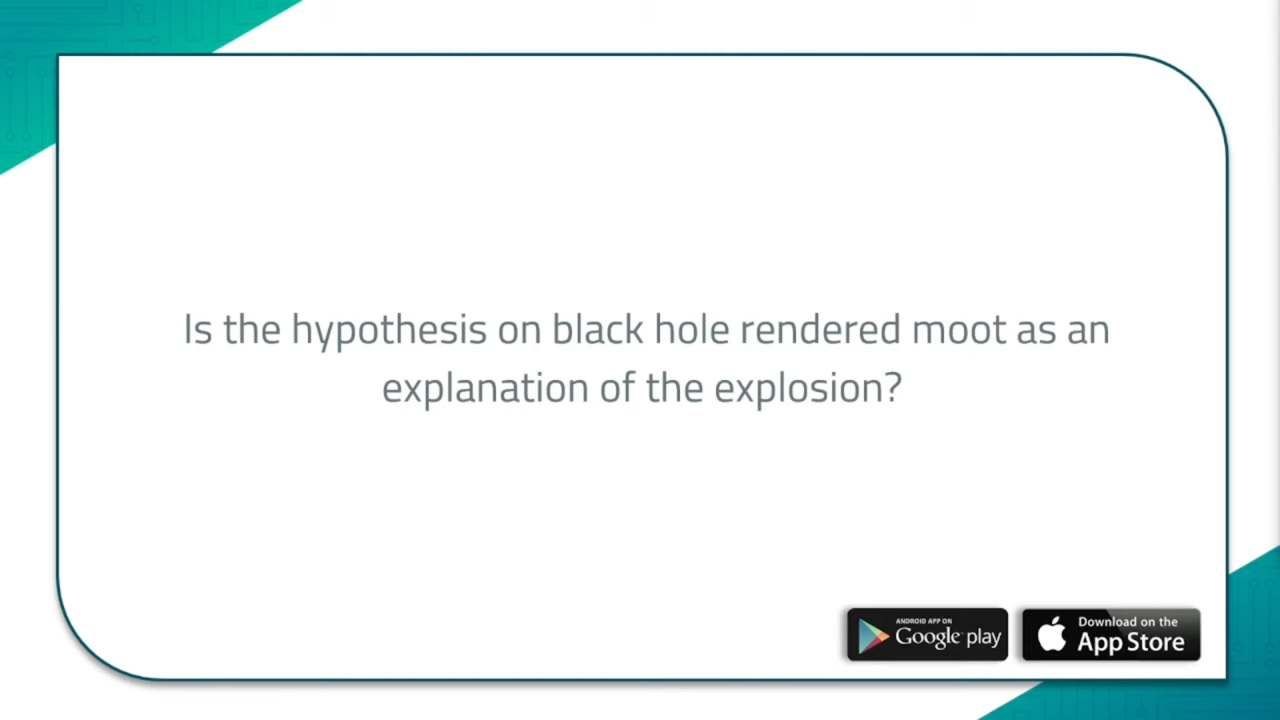 Is the hypothesis on black hole rendered moot as an
explanation of the explosion?
ANDROID APP ON
Google play
Download on the
App Store